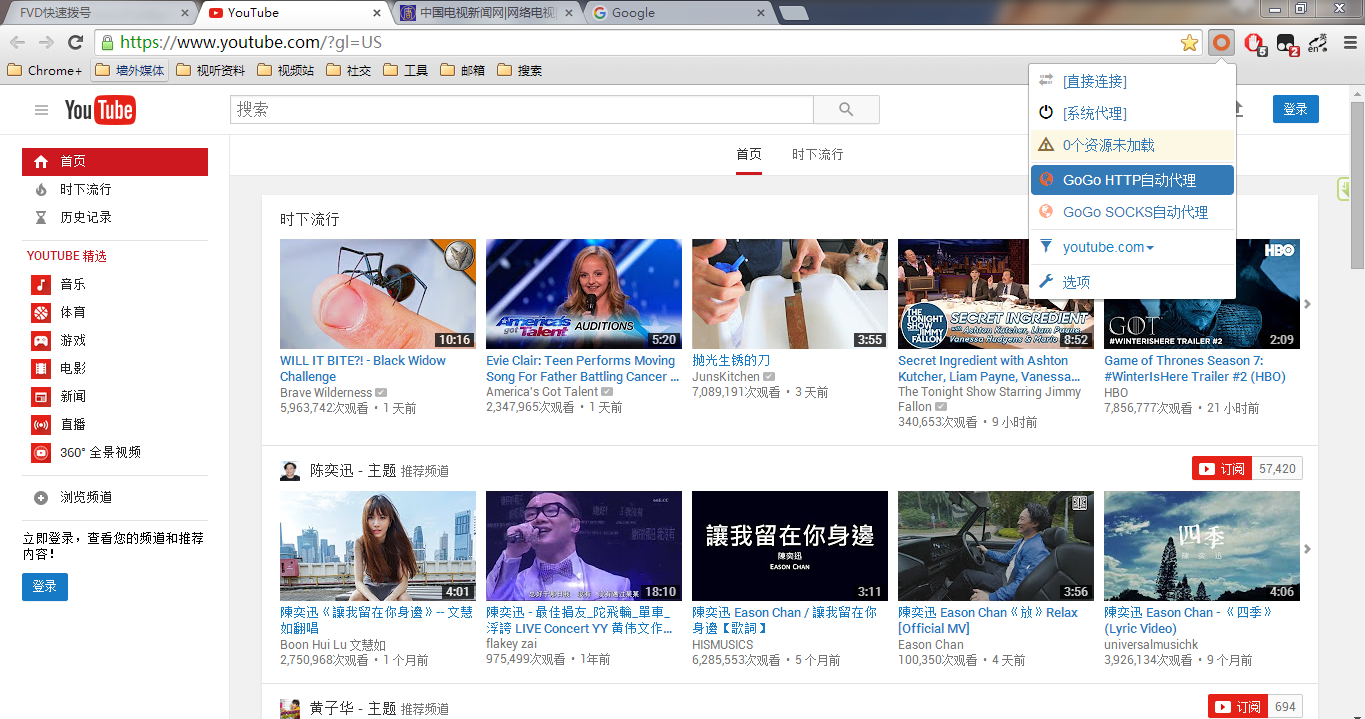 FVD快速拨号
YouTube
中国电视新闻网|网络电视
Google
https://www.youtube.com/?gl=US
5
2
英
en
Chrome+
墙外媒体
视听资料
视频站
社交
工具
邮箱
搜索
[直接连接]
[系统代理]
0个资源未加载
GoGo HTTP自动代理
GoGo SOCKS自动代理
youtube.com
选项
YouTube
搜索
登录
首页
时下流行
历史记录
YOUTUBE 精选
音乐
体育
游戏
电影
新闻
直播
360° 全景视频
浏览频道
立即登录，查看您的频道和推荐
内容！
登录
首页
时下流行
时下流行
10:16
WILL IT BITE?! - Black Widow
Challenge
Brave Wilderness
5,963,742次观看 • 1 天前
America's got Talent AUDITIONS
5:20
Evie Clair: Teen Performs Moving
Song For Father Battling Cancer ...
America's Got Talent
2,347,965次观看 • 1 天前
3:55
抛光生锈的刀
JunsKitchen
7,089,191次观看 • 3 天前
THE TONIGHT SHOW JIMMY FALLON
SECRET INGREDIENT
with Ashton Kutcher, Liam Payne,
Vanessa Hudgens & Mario
8:52
Secret Ingredient with Ashton
Kutcher, Liam Payne, Vanessa...
The Tonight Show Starring Jimmy
Fallon
340,653次观看 • 9 小时前
HBO
GOT
#WINTERISHERE TRAILER #2
2:09
Game of Thrones Season 7:
#WinterIsHere Trailer #2 (HBO)
HBO
7,856,777次观看 • 21 小时前
陈奕迅 - 主题 推荐频道
订阅 57,420
4:01
陳奕迅《讓我留在你身邊》-- 文慧
如翻唱
Boon Hui Lu 文慧如
2,750,968次观看 • 1 个月前
18:10
陳奕迅 - 最佳損友_陀飛輪_單車_
浮誇 LIVE Concert YY 黄伟文作...
flakey zai
975,499次观看 • 1年前
讓我留在你身邊
陳奕迅
EASON CHAN
3:11
陳奕迅 Eason Chan / 讓我留在你
身邊【歌詞】
HISMUSICS
6,285,553次观看 • 5 个月前
3:56
陳奕迅 Eason Chan《放》Relax
[Official MV]
Eason Chan
100,350次观看 • 4 天前
四季
陳奕迅
4:06
陳奕迅 Eason Chan -《四季》
(Lyric Video)
universalmusichk
3,926,134次观看 • 9 个月前
黄子华 - 主题 推荐频道
订阅 694